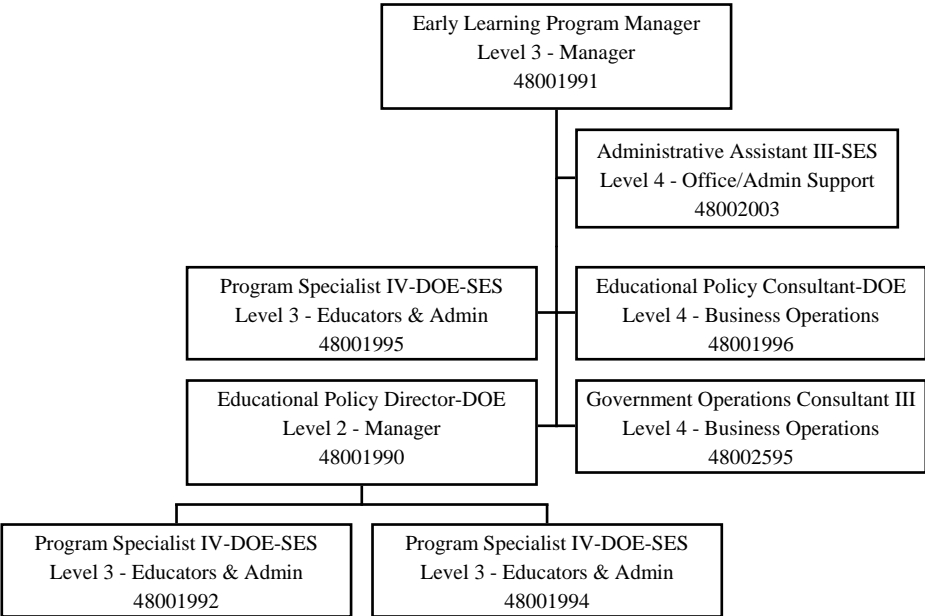 Early Learning Program Manager
Level 3 - Manager
48001991
Administrative Assistant III-SES
Level 4 - Office/Admin Support
48002003
Program Specialist IV-DOE-SES
Level 3 - Educators & Admin
48001995
Educational Policy Consultant-DOE
Level 4 - Business Operations
48001996
Educational Policy Director-DOE
Level 2 - Manager
48001990
Government Operations Consultant III
Level 4 - Business Operations
48002595
Program Specialist IV-DOE-SES
Level 3 - Educators & Admin
48001992
Program Specialist IV-DOE-SES
Level 3 - Educators & Admin
48001994